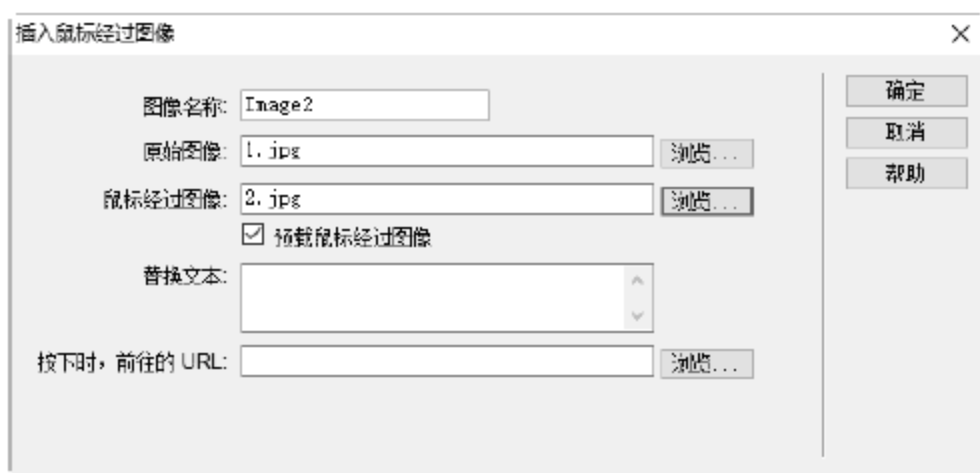 插入鼠标经过图像
图像名称: Image2
确定
原始图像: 1.jpg 浏览...
取消
鼠标经过图像: 2.jpg 浏览...
帮助
预载鼠标经过图像
替换文本:
按下时，前往的 URL: 浏览...